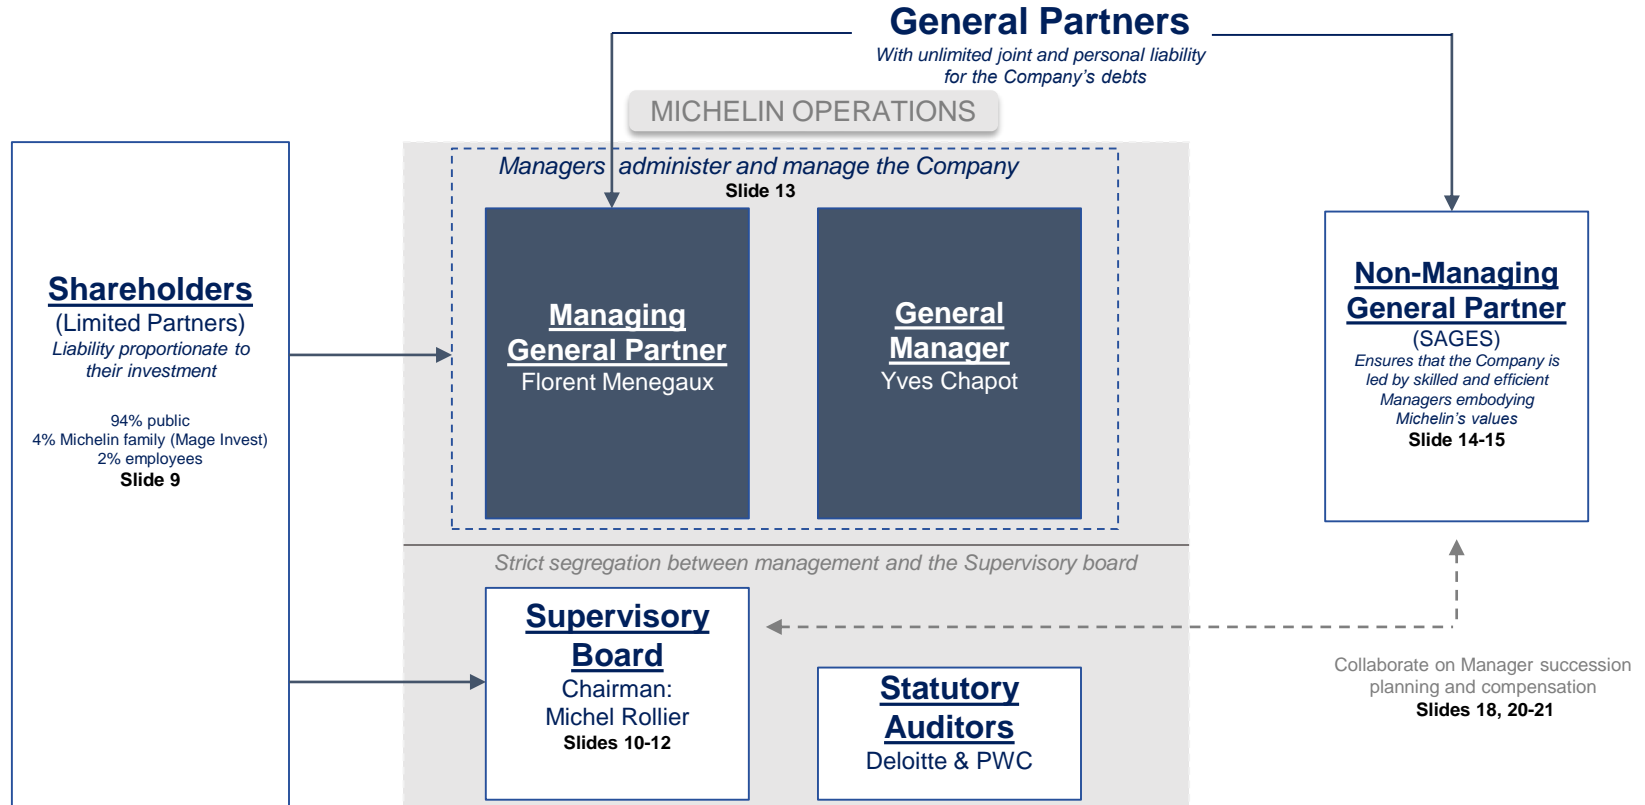 General Partners
With unlimited joint and personal liability
for the Company's debts
MICHELIN OPERATIONS
Managers administer and manage the Company
Slide 13
Shareholders
(Limited Partners)
Liability proportionate to
their investment
94% public
4% Michelin family (Mage Invest)
2% employees
Slide 9
Managing
General Partner
Florent Menegaux
General
Manager
Yves Chapot
Non-Managing
General Partner
(SAGES)
Ensures that the Company is
led by skilled and efficient
Managers embodying
Michelin's values
Slide 14-15
Strict segregation between management and the Supervisory board
Supervisory
Board
Chairman:
Michel Rollier
Slides 10-12
Statutory
Auditors
Deloitte & PWC
Collaborate on Manager succession
planning and compensation
Slides 18, 20-21